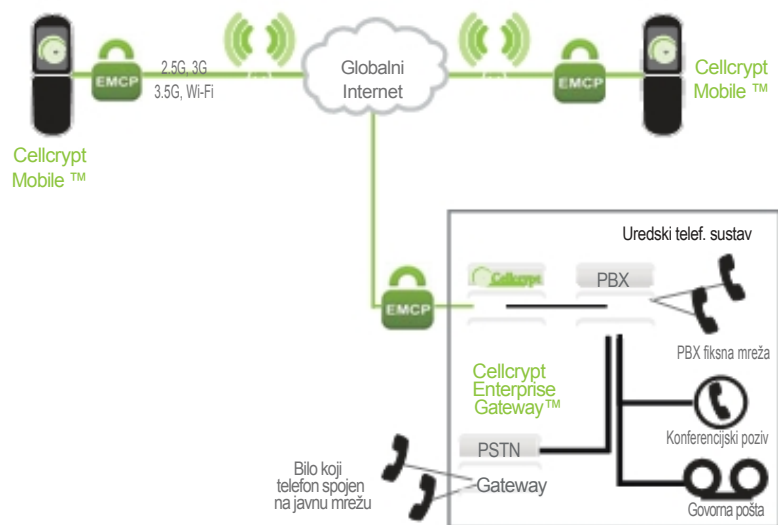 2.5G, 3G
3.5G, Wi-Fi
EMCP
Globalni
Internet
EMCP
Cellcrypt
Mobile ™
Cellcrypt
Mobile ™
Uredski telef. sustav
EMCP
Cellcrypt
PBX
PBX fiksna mreža
Cellcrypt
Enterprise
Gateway™
Konferencijski poziv
PSTN
Gateway
Bilo koji
telefon spojen
na javnu mrežu
Govorna pošta